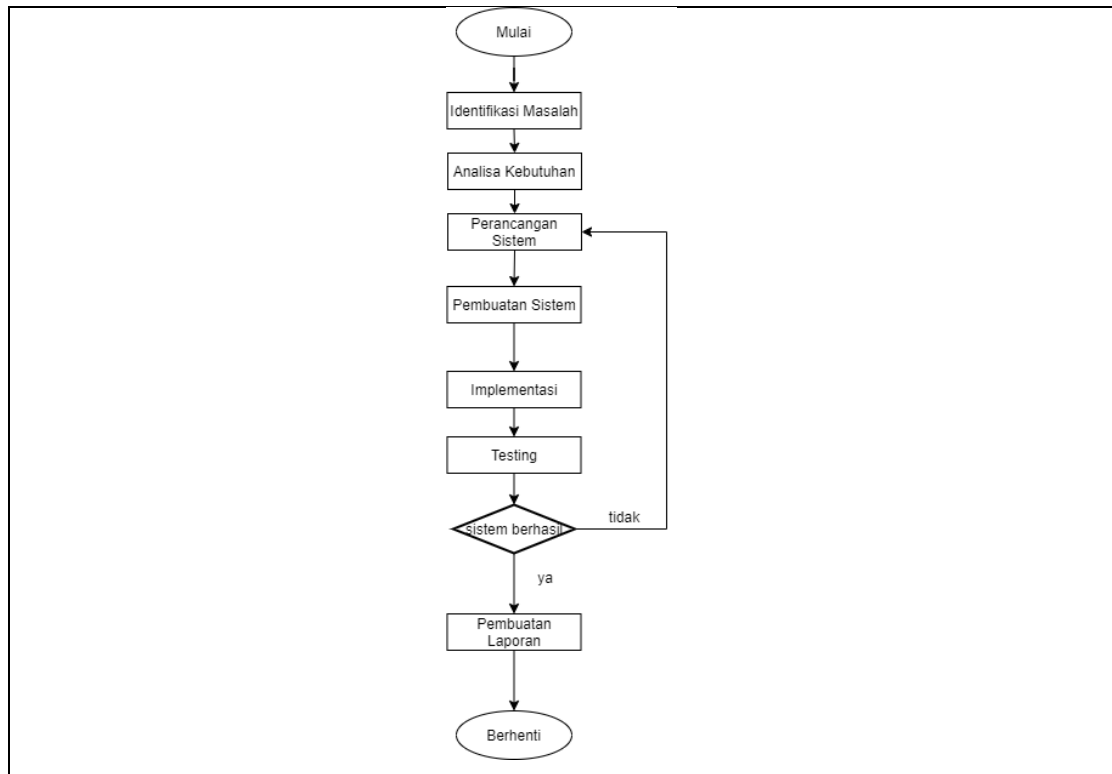 Mulai
Identifikasi Masalah
Analisa Kebutuhan
Perancangan
Sistem
Pembuatan Sistem
Implementasi
Testing
sistem berhasil
tidak
ya
Pembuatan
Laporan
Berhenti